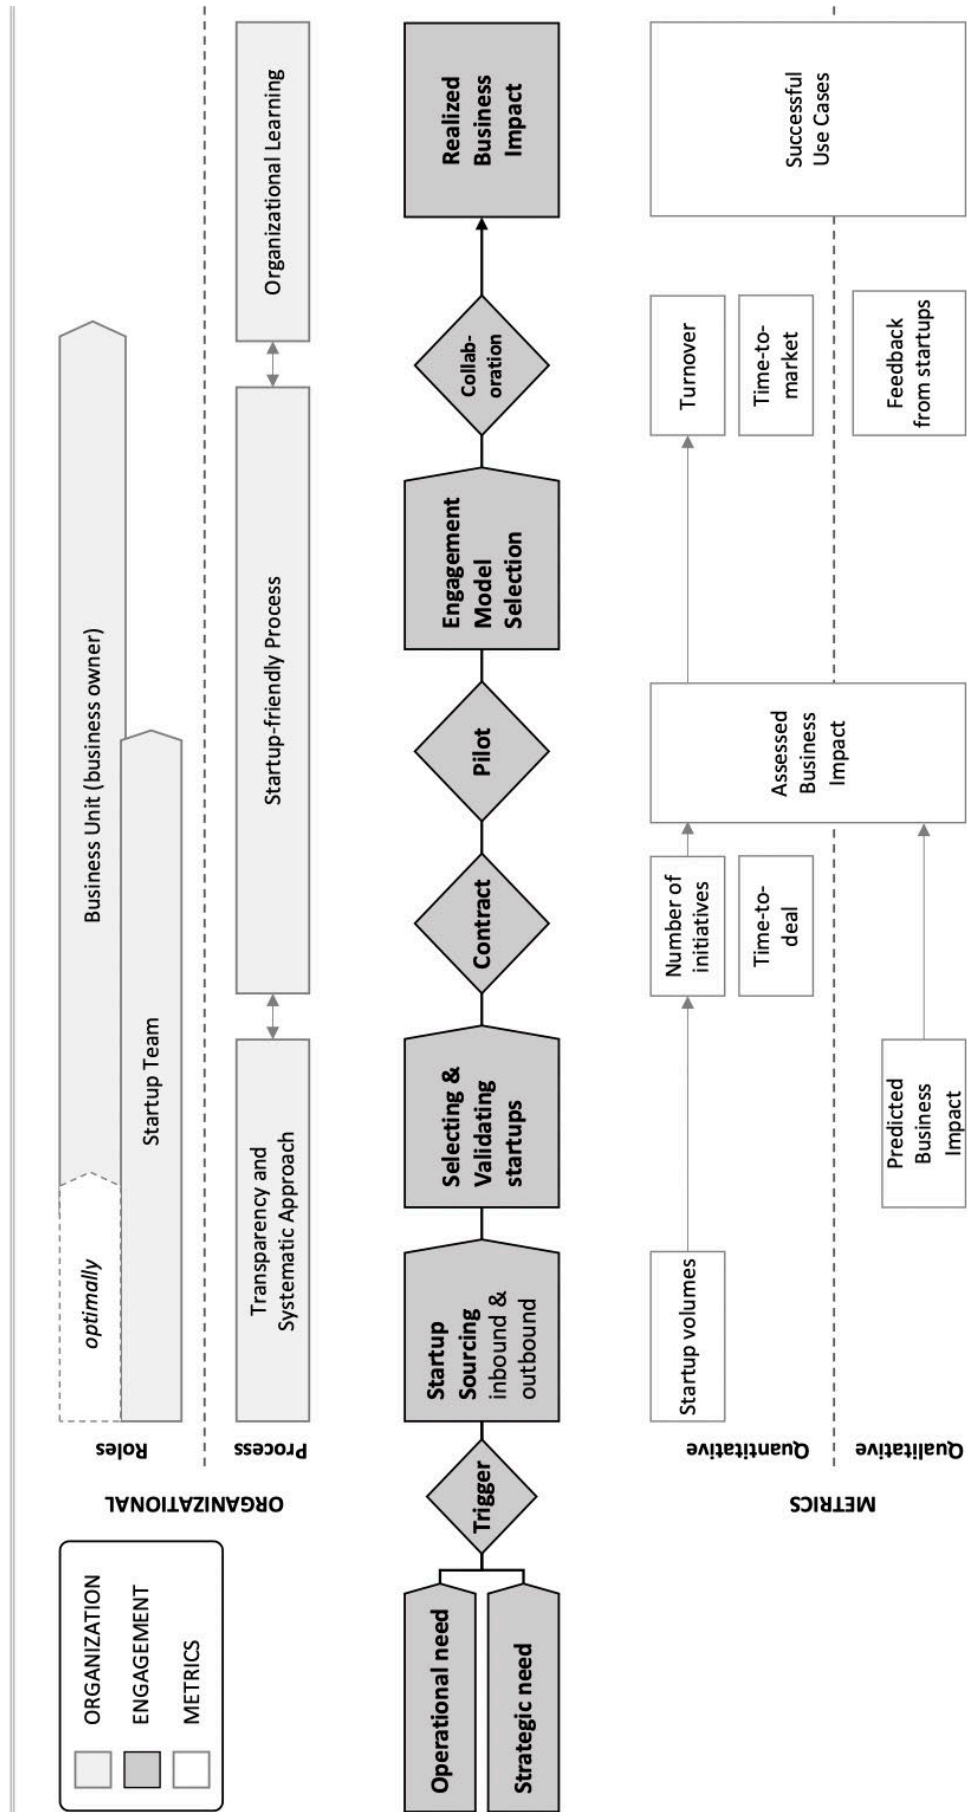 ORGANIZATION
ENGAGEMENT
METRICS
ORGANIZATIONAL
Roles
optimally
Business Unit (business owner)
Startup Team
Process
Transparency and
Systematic Approach
Startup-friendly Process
Organizational Learning
Operational need
Strategic need
Trigger
Startup
Sourcing
inbound &
outbound
Selecting &
Validating
startups
Contract
Pilot
Engagement
Model
Selection
Collab-
oration
Realized
Business
Impact
METRICS
Quantitative
Startup volumes
Number of
initiatives
Time-to-
deal
Assessed
Business
Impact
Turnover
Time-to-
market
Successful
Use Cases
Qualitative
Predicted
Business
Impact
Feedback
from startups